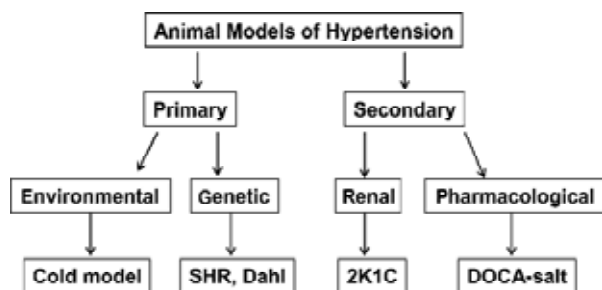 Animal Models of Hypertension
Primary
Secondary
Environmental
Genetic
Renal
Pharmacological
Cold model
SHR, Dahl
2K1C
DOCA-salt